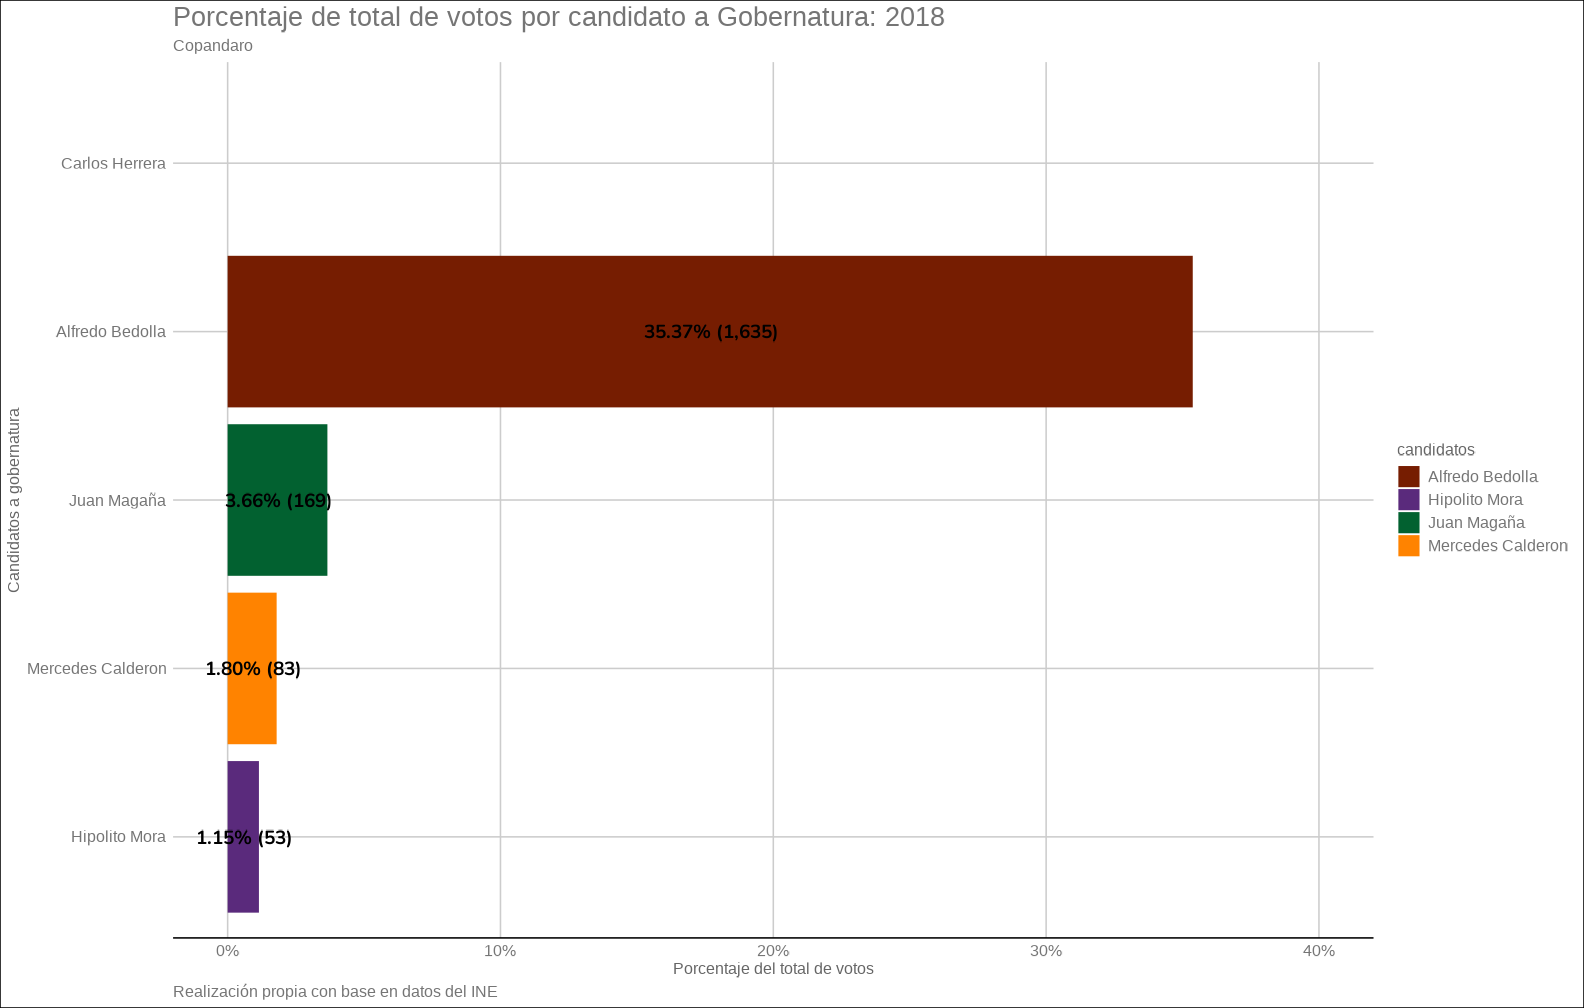 Porcentaje de total de votos por candidato a Gobernatura: 2018
Copandaro
Candidatos a gobernatura
Carlos Herrera
Alfredo Bedolla
35.37% (1,635)
Juan Magaña
3.66% (169)
Mercedes Calderon
1.80% (83)
Hipolito Mora
1.15% (53)
0% 10% 20% 30% 40%
Porcentaje del total de votos
candidatos
Alfredo Bedolla
Hipolito Mora
Juan Magaña
Mercedes Calderon
Realización propia con base en datos del INE